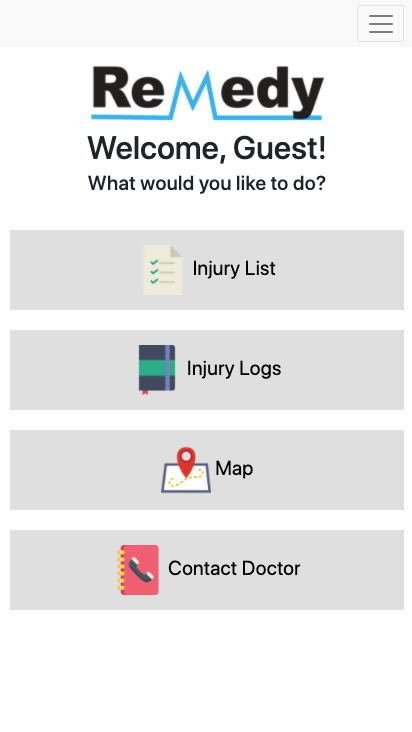 ReMedy
Welcome, Guest!
What would you like to do?
Injury List
Injury Logs
Map
Contact Doctor